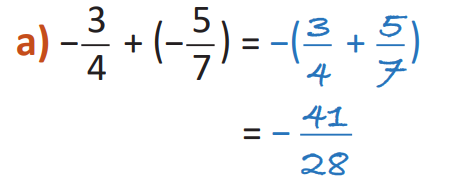 a) −3/4 + (−5/7) = −(3/4 + 5/7)
= − 41/28